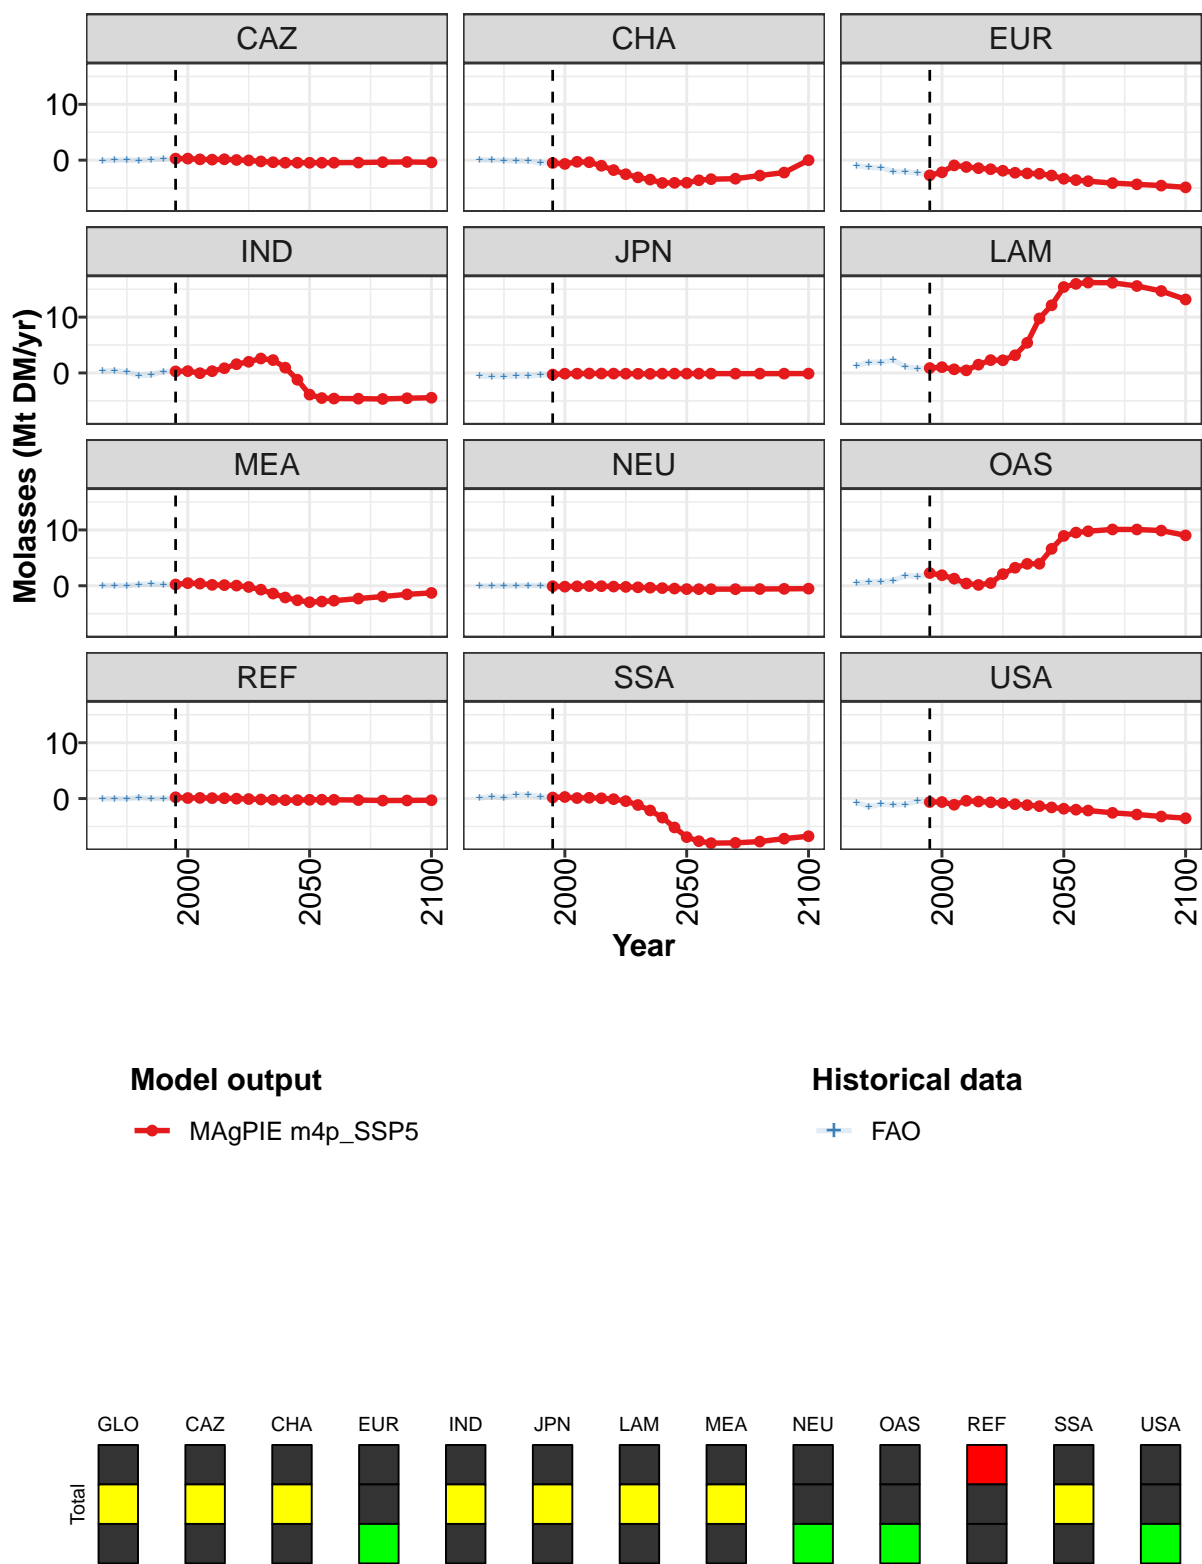 CAZ CHA EUR
10
0
IND JPN LAM
10
0
MEA NEU OAS
10
0
REF SSA USA
10
0
Molasses (Mt DM/yr)
2000 2050 2100 2000 2050 2100 2000 2050 2100
Year
Model output Historical data
MAgPIE m4p_SSP5 FAO
GLO CAZ CHA EUR IND JPN LAM MEA NEU OAS REF SSA USA
Total